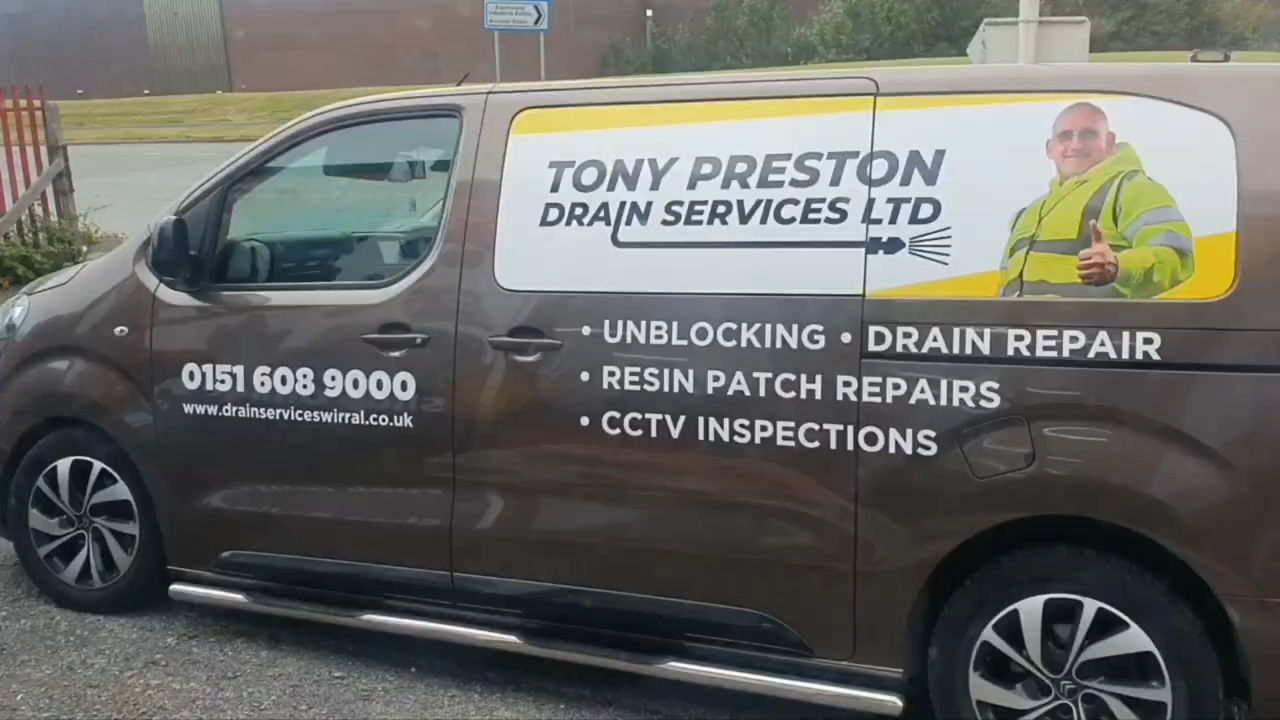 TONY PRESTON
DRAIN SERVICES LTD
• UNBLOCKING • DRAIN REPAIR
• RESIN PATCH REPAIRS
• CCTV INSPECTIONS
0151 608 9000
www.drainserviceswirral.co.uk